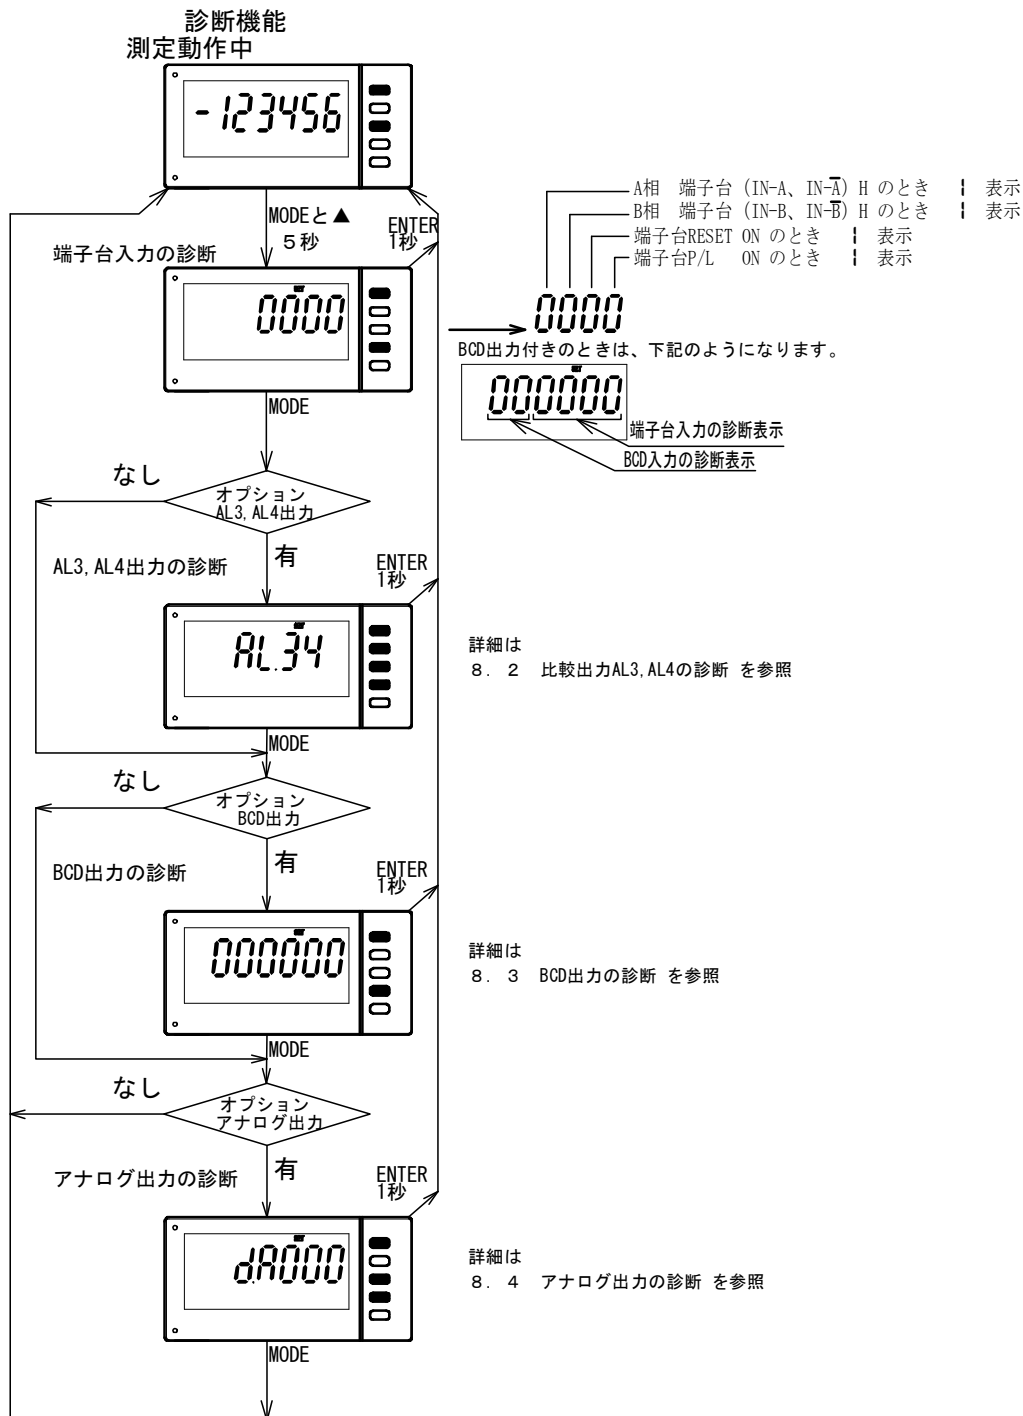 診断機能
測定動作中
-123456
MODEと▲
5秒
ENTER
1秒
端子台入力の診断
0000
MODE
A相 端子台(IN-A、IN-A̅)H のとき ¦ 表示
B相 端子台(IN-B、IN-B̅)H のとき ¦ 表示
端子台RESET ON のとき ¦ 表示
端子台P/L ON のとき ¦ 表示
0000
BCD出力付きのときは、下記のようになります。
000000
端子台入力の診断表示
BCD入力の診断表示
なし
オプション
AL3,AL4出力
有
AL3,AL4出力の診断
ENTER
1秒
AL.34
詳細は
8.2 比較出力AL3,AL4の診断 を参照
MODE
なし
オプション
BCD出力
有
BCD出力の診断
ENTER
1秒
000000
詳細は
8.3 BCD出力の診断 を参照
MODE
なし
オプション
アナログ出力
有
アナログ出力の診断
ENTER
1秒
d.A000
詳細は
8.4 アナログ出力の診断 を参照
MODE